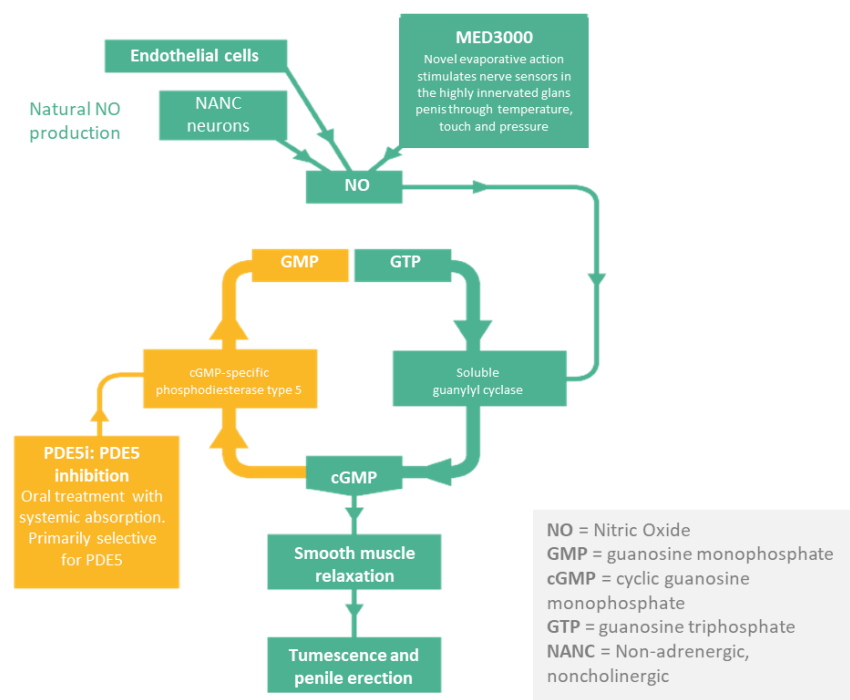 MED3000
Novel evaporative action
stimulates nerve sensors in
the highly innervated glans
penis through temperature,
touch and pressure
Endothelial cells
Natural NO
production
NANC
neurons
NO
GMP
GTP
cGMP-specific
phosphodiesterase type 5
Soluble
guanylyl cyclase
PDE5i: PDE5
inhibition
Oral treatment with
systemic absorption.
Primarily selective
for PDE5
cGMP
Smooth muscle
relaxation
Tumescence and
penile erection
NO = Nitric Oxide
GMP = guanosine monophosphate
cGMP = cyclic guanosine
monophosphate
GTP = guanosine triphosphate
NANC = Non-adrenergic,
noncholinergic